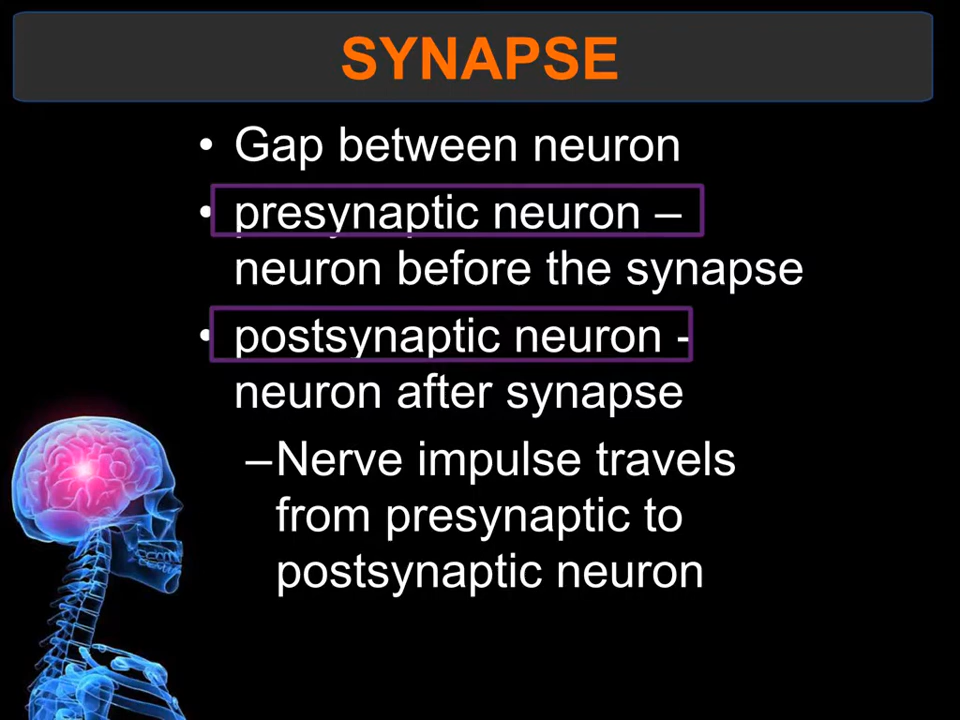 SYNAPSE
• Gap between neuron
• presynaptic neuron –
neuron before the synapse
• postsynaptic neuron -
neuron after synapse
–Nerve impulse travels
from presynaptic to
postsynaptic neuron